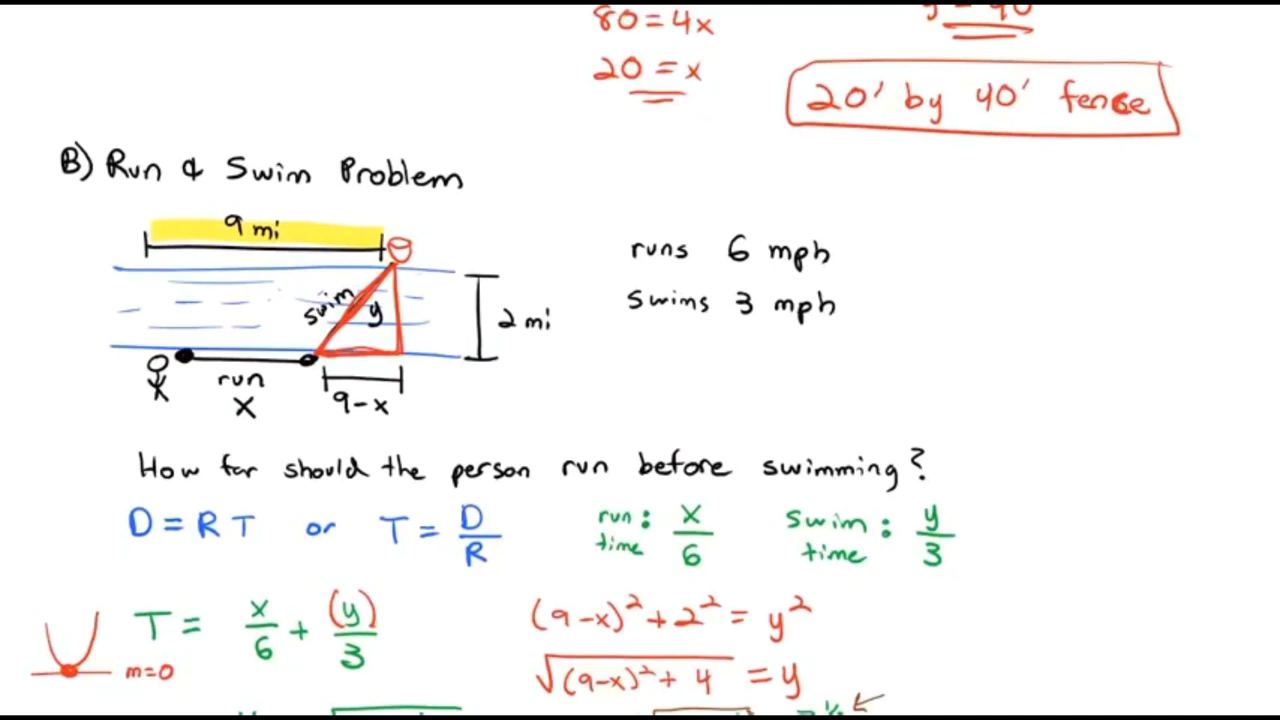 80 = 4x
20 = x
20' by 40' fence
B) Run & Swim Problem
9 mi
swim
y
2 mi
run
x
9-x
runs 6 mph
swims 3 mph
How far should the person run before swimming?
D = RT or T = D/R
run time: x/6
swim time: y/3
T = x/6 + (y)/3
m=0
(9-x)² + 2² = y²
√(9-x)² + 4 = y